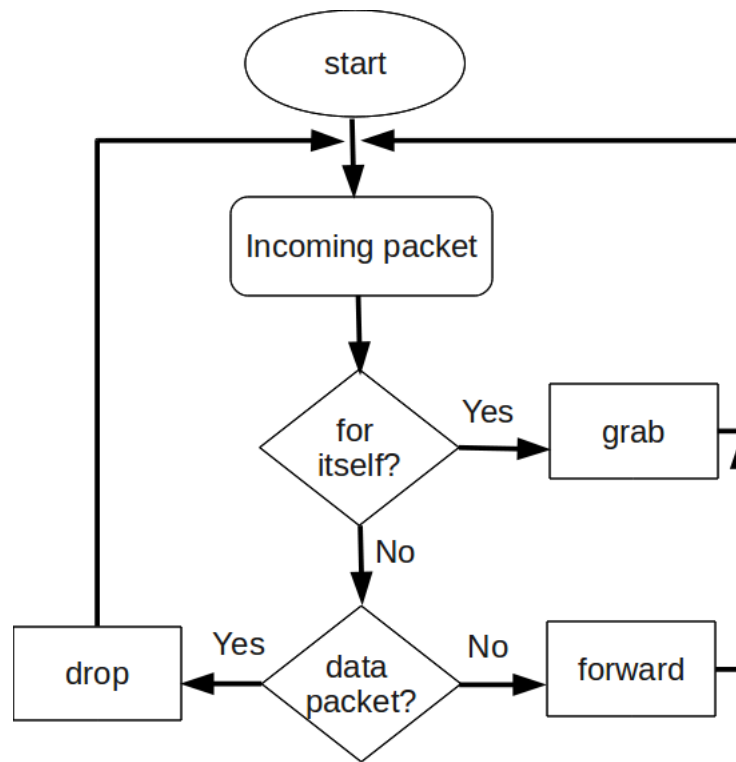 start
Incoming packet
for
itself?
Yes
grab
No
data
packet?
Yes
drop
No
forward